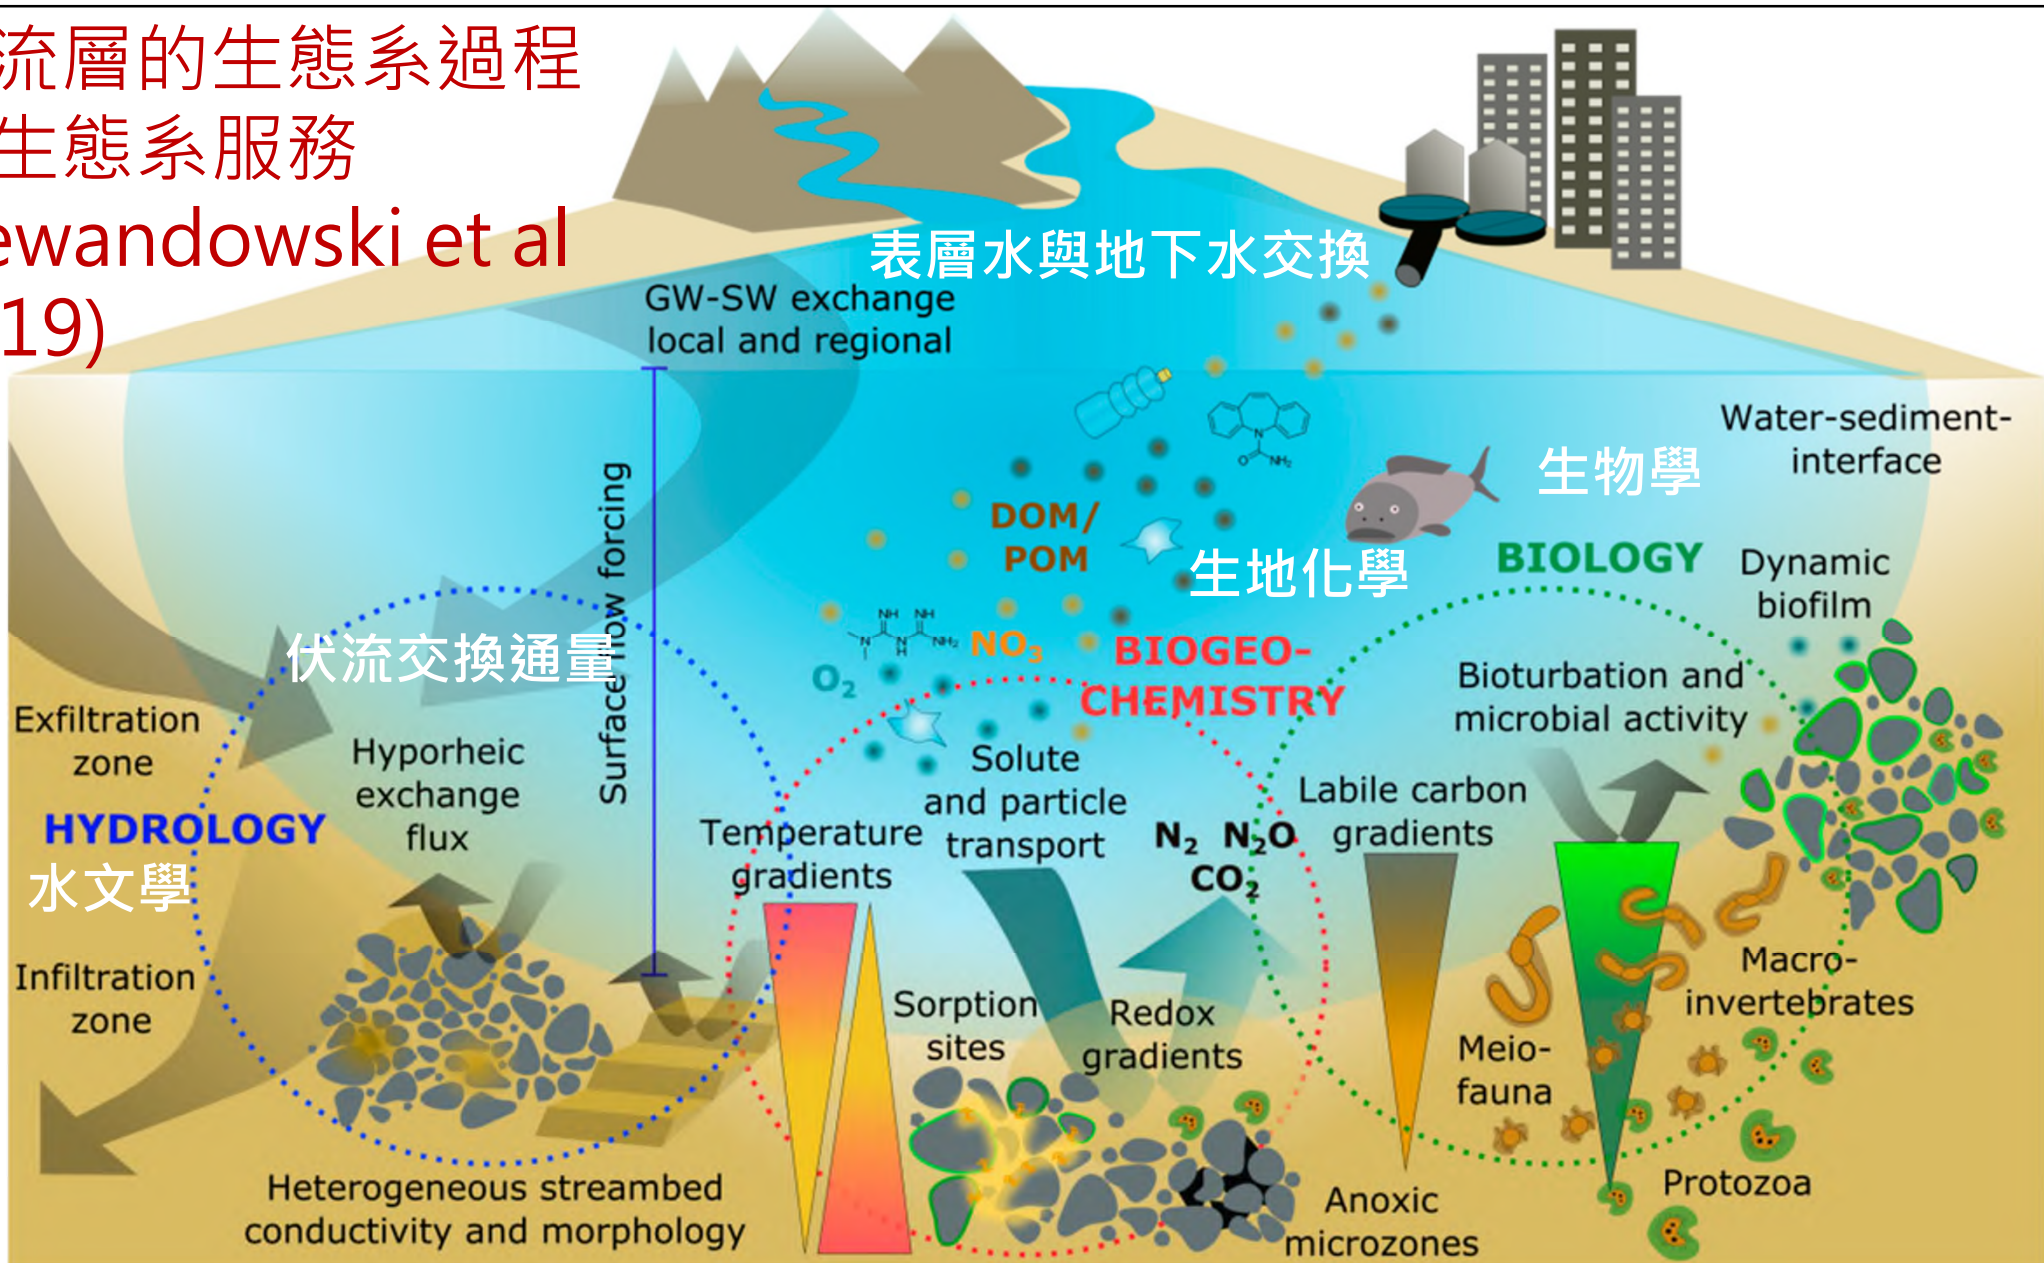 流層的生態系過程
生態系服務
ewandowski et al
19)
表層水與地下水交換
GW-SW exchange
local and regional
Water-sediment-
interface
生物學
Surface flow forcing
DOM/
POM
生地化學
BIOLOGY
Dynamic
biofilm
N
O
NH₂
NH NH
N N NH₂
H
伏流交換通量
O₂
NO₃
BIOGEO-
CHEMISTRY
Bioturbation and
microbial activity
Exfiltration
zone
Hyporheic
exchange
flux
Solute
and particle
transport
Labile carbon
gradients
HYDROLOGY
水文學
Temperature
gradients
N₂ N₂O
CO₂
Infiltration
zone
Sorption
sites
Redox
gradients
Macro-
invertebrates
Meio-
fauna
Heterogeneous streambed
conductivity and morphology
Anoxic
microzones
Protozoa